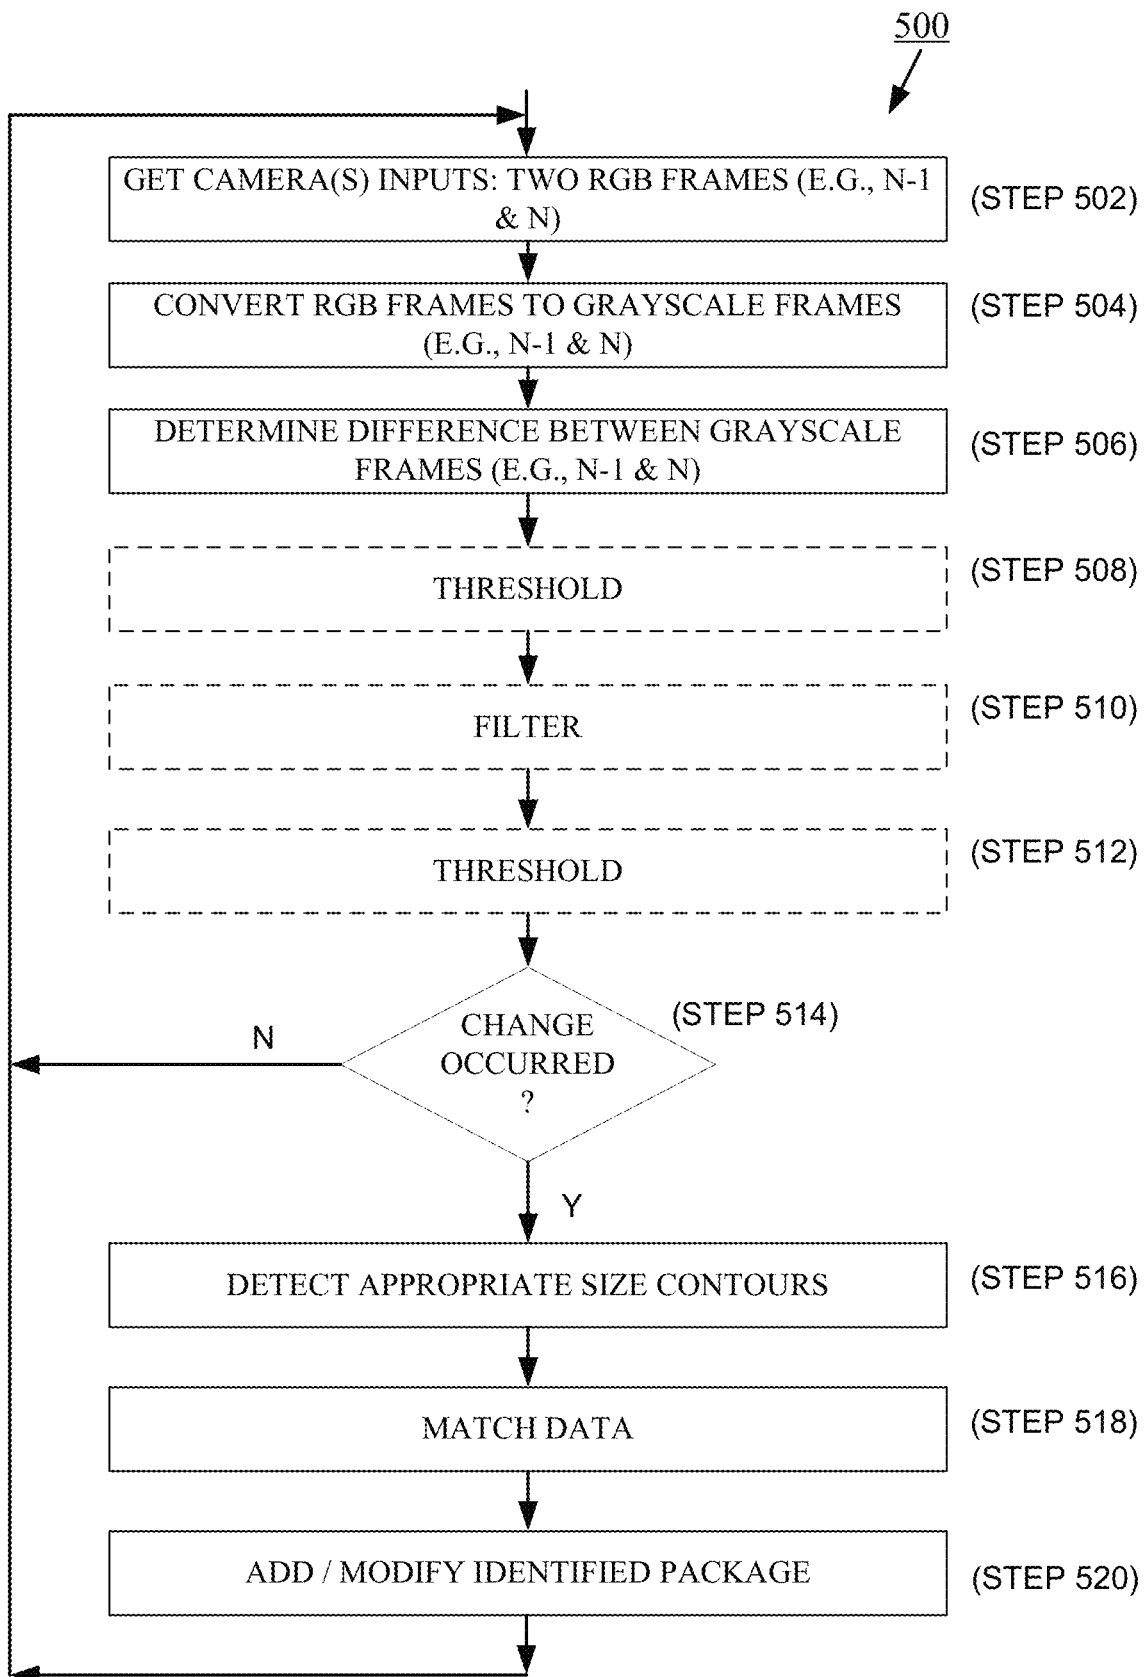 500
GET CAMERA(S) INPUTS: TWO RGB FRAMES (E.G., N-1
& N)
(STEP 502)
CONVERT RGB FRAMES TO GRAYSCALE FRAMES
(E.G., N-1 & N)
(STEP 504)
DETERMINE DIFFERENCE BETWEEN GRAYSCALE
FRAMES (E.G., N-1 & N)
(STEP 506)
THRESHOLD
(STEP 508)
FILTER
(STEP 510)
THRESHOLD
(STEP 512)
CHANGE
OCCURRED
?
(STEP 514)
N
Y
DETECT APPROPRIATE SIZE CONTOURS
(STEP 516)
MATCH DATA
(STEP 518)
ADD / MODIFY IDENTIFIED PACKAGE
(STEP 520)